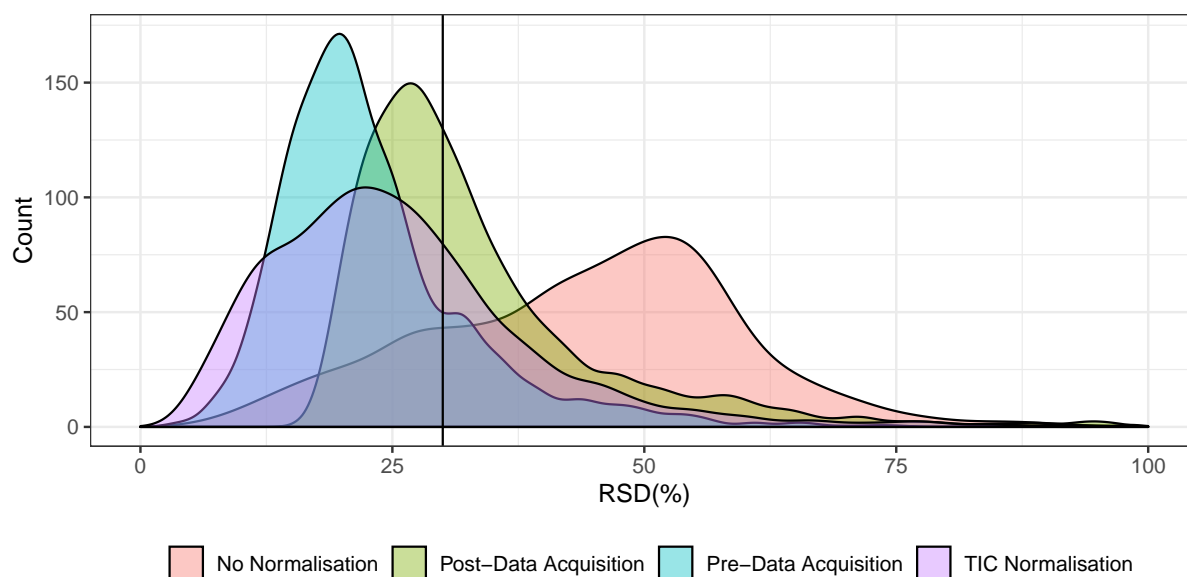 150
100
50
0
Count
0 25 50 75 100
RSD(%)
No Normalisation Post−Data Acquisition Pre−Data Acquisition TIC Normalisation